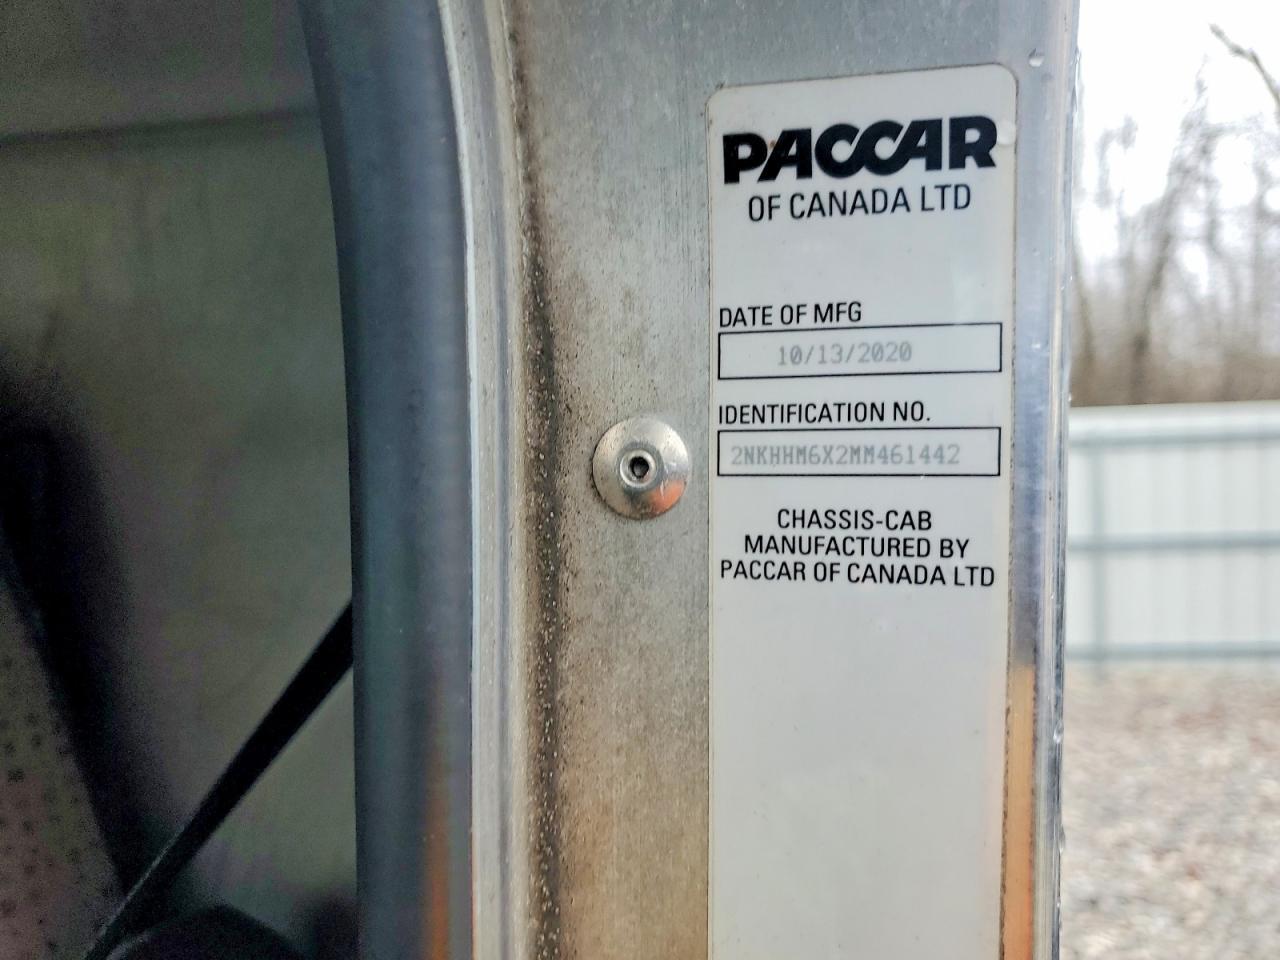 PACCAR
OF CANADA LTD
DATE OF MFG
10/13/2020
IDENTIFICATION NO.
2NKHHM6X2MM461442
CHASSIS-CAB
MANUFACTURED BY
PACCAR OF CANADA LTD